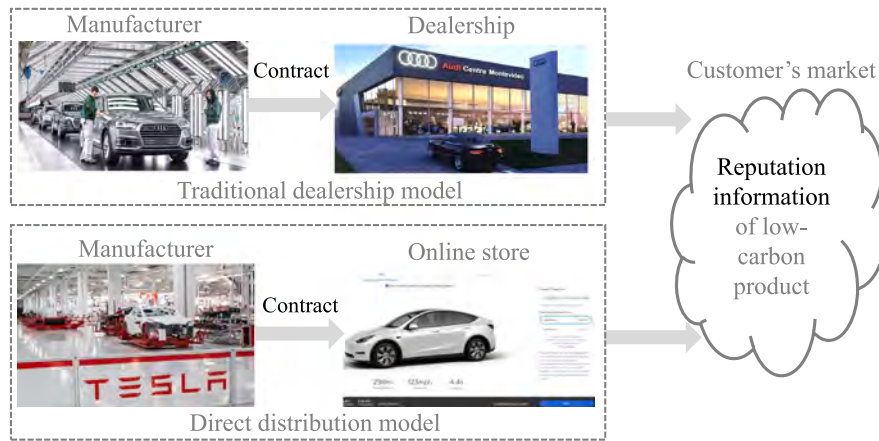 Manufacturer
Dealership
Contract
Audi Centre Montevideo
Traditional dealership model
Manufacturer
Online store
Contract
TESLA
Direct distribution model
Customer's market
Reputation
information
of low-
carbon
product